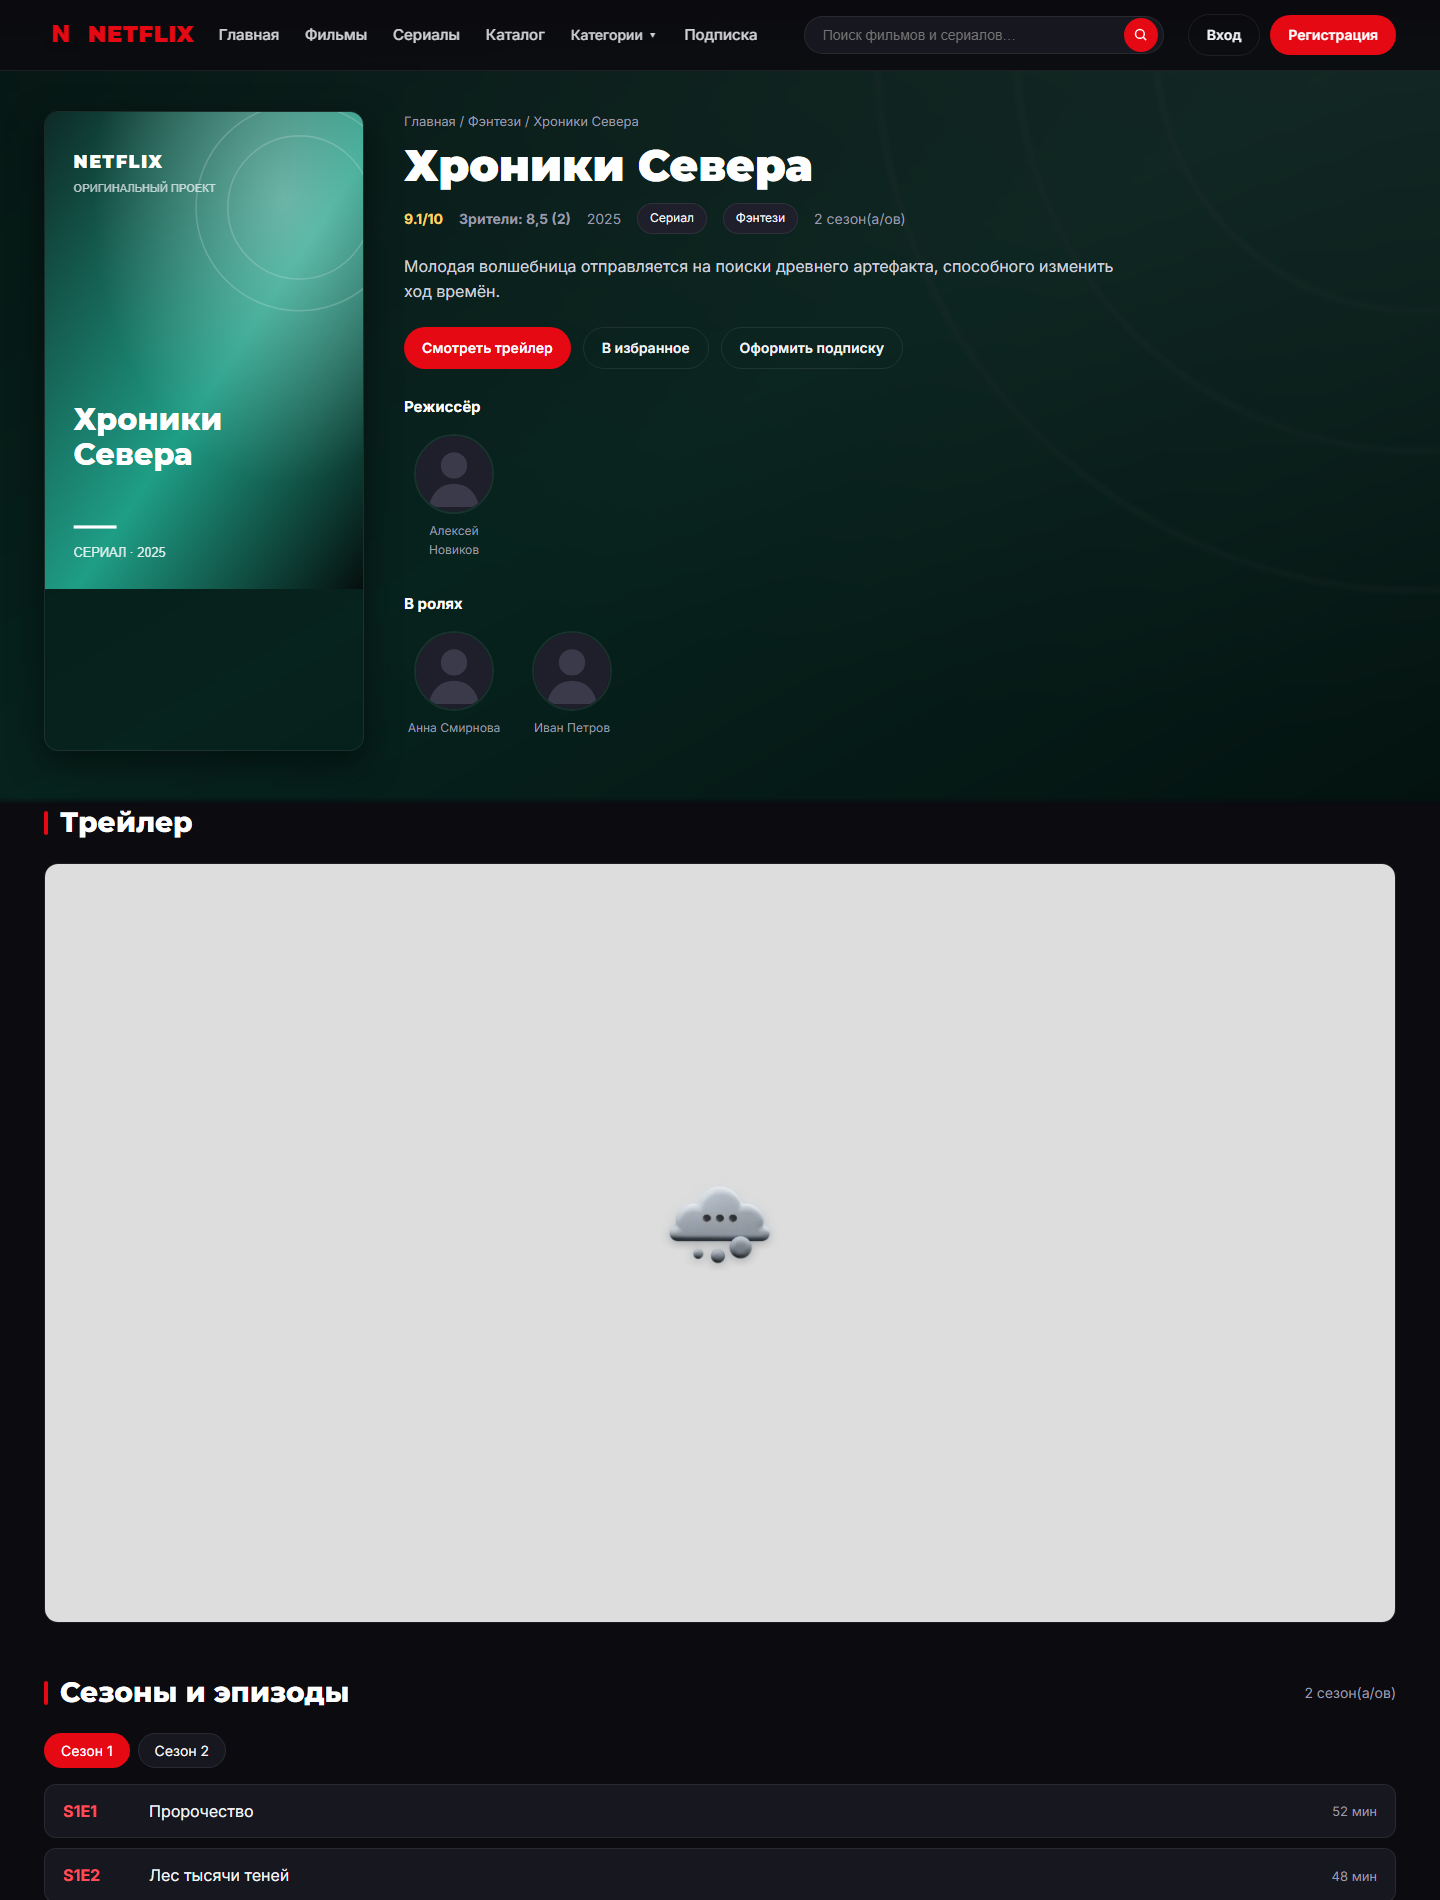 N NETFLIX Главная Фильмы Сериалы Каталог Категории ▼ Подписка Поиск фильмов и сериалов... Вход Регистрация
NETFLIX
ОРИГИНАЛЬНЫЙ ПРОЕКТ
Хроники
Севера
СЕРИАЛ · 2025
Главная / Фэнтези / Хроники Севера
Хроники Севера
9.1/10 Зрители: 8,5 (2) 2025 Сериал Фэнтези 2 сезон(а/ов)
Молодая волшебница отправляется на поиски древнего артефакта, способного изменить
ход времён.
Смотреть трейлер В избранное Оформить подписку
Режиссёр
Алексей
Новиков
В ролях
Анна Смирнова Иван Петров
Трейлер
Сезоны и эпизоды 2 сезон(а/ов)
Сезон 1 Сезон 2
S1E1 Пророчество 52 мин
S1E2 Лес тысячи теней 48 мин